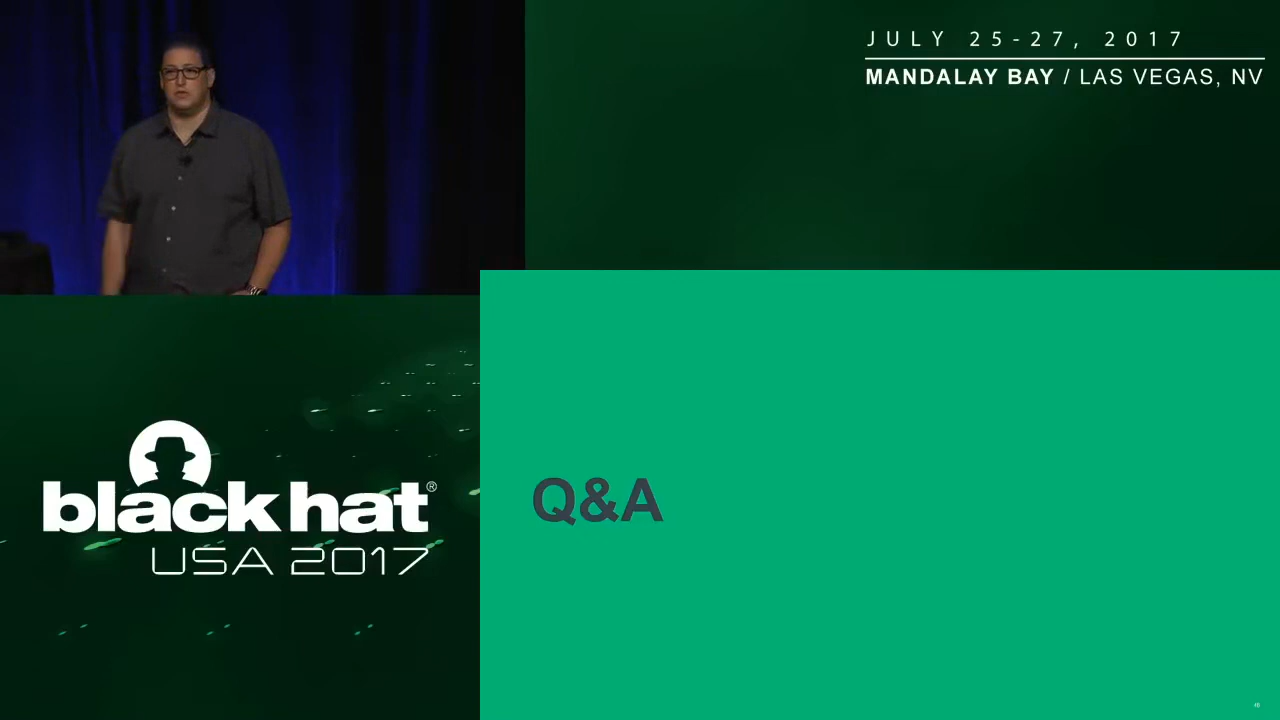 JULY 25-27, 2017
MANDALAY BAY / LAS VEGAS, NV
black hat®
USA 2017
Q&A